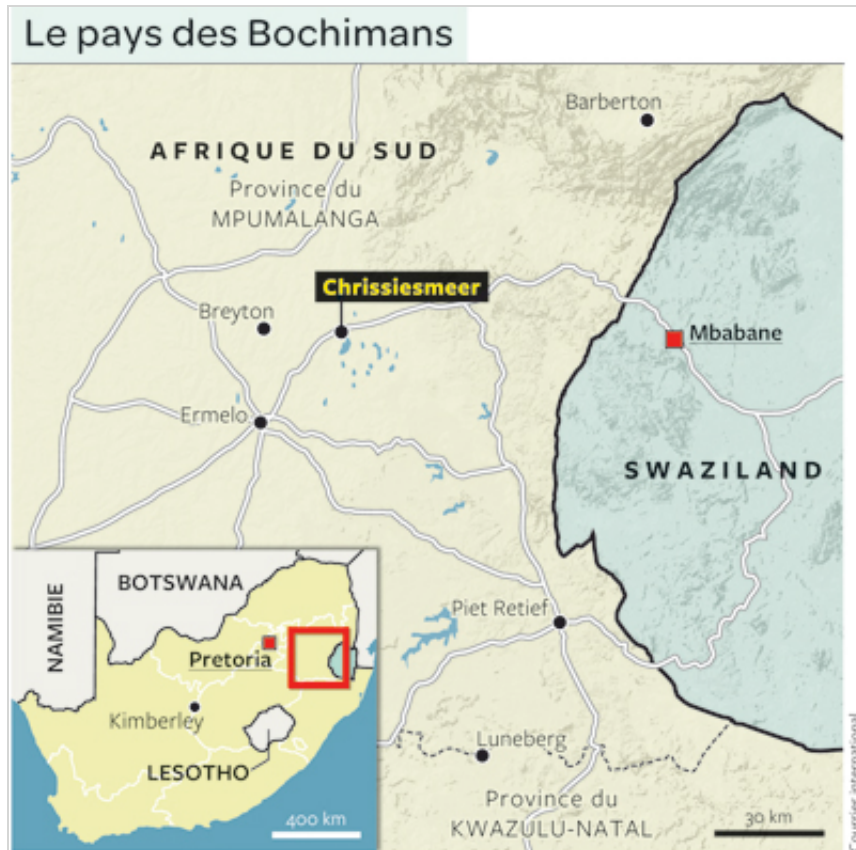 Le pays des Bochimans
Barberton
AFRIQUE DU SUD
Province du
MPUMALANGA
Chrissiesmeer
Breyton
Mbabane
Ermelo
SWAZILAND
BOTSWANA
NAMIBIE
Piet Retief
Pretoria
Kimberley
Luneberg
LESOTHO
Province du
KWAZULU-NATAL
400 km
30 km
Courrier international